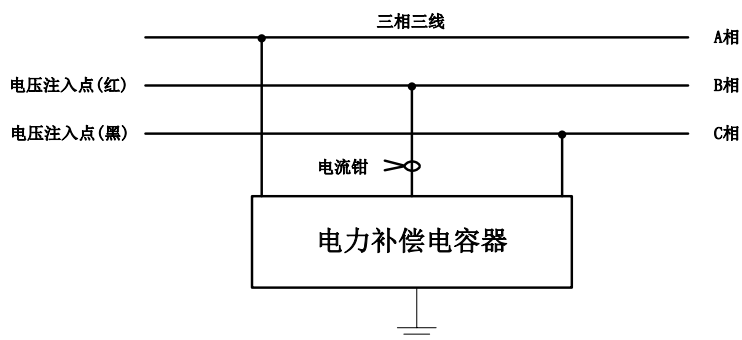 三相三线
A相
电压注入点(红)
B相
电压注入点(黑)
C相
电流钳
电力补偿电容器